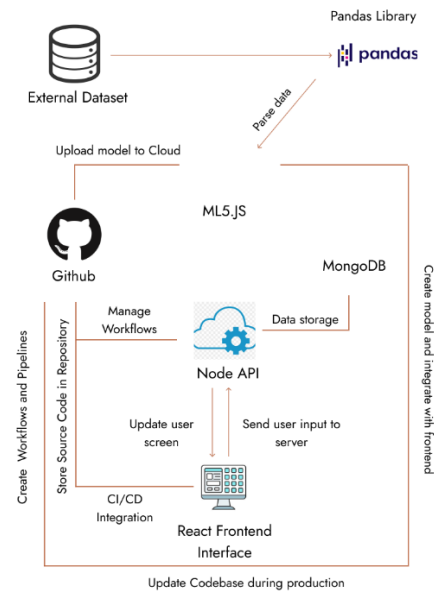 Pandas Library
pandas
External Dataset
Parse data
Upload model to Cloud
ML5.JS
Github
MongoDB
Manage
Workflows
Data storage
Node API
Create model and integrate with frontend
Create Workflows and Pipelines
Store Source Code in Repository
Update user
screen
Send user input to
server
CI/CD
Integration
React Frontend
Interface
Update Codebase during production